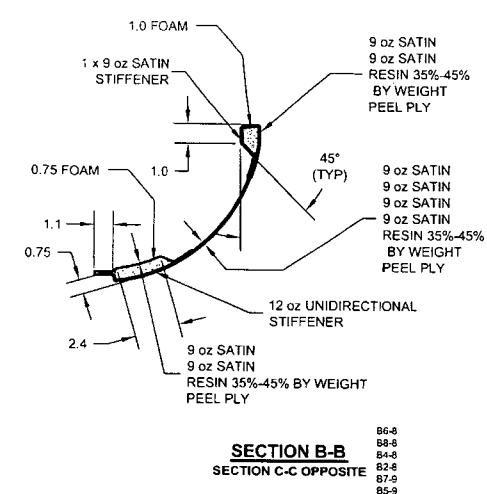 1.0 FOAM
1 x 9 oz SATIN
STIFFENER
9 oz SATIN
9 oz SATIN
RESIN 35%-45%
BY WEIGHT
PEEL PLY
0.75 FOAM
1.0
45°
(TYP)
9 oz SATIN
9 oz SATIN
9 oz SATIN
9 oz SATIN
RESIN 35%-45%
BY WEIGHT
PEEL PLY
1.1
0.75
12 oz UNIDIRECTIONAL
STIFFENER
2.4
9 oz SATIN
9 oz SATIN
RESIN 35%-45% BY WEIGHT
PEEL PLY
SECTION B-B
SECTION C-C OPPOSITE
B6-8
B8-8
B4-8
B2-8
B7-9
B5-9